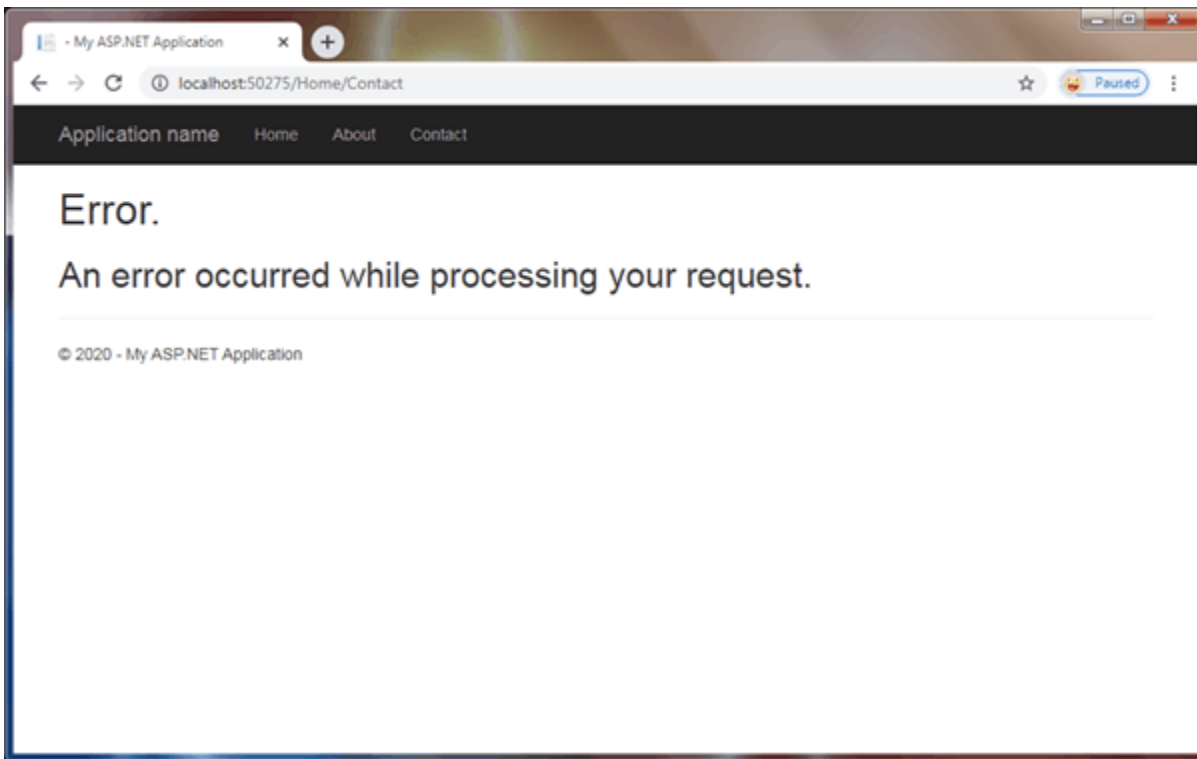 - My ASP.NET Application
localhost:50275/Home/Contact
Paused
Application name Home About Contact
Error.
An error occurred while processing your request.
© 2020 - My ASP.NET Application